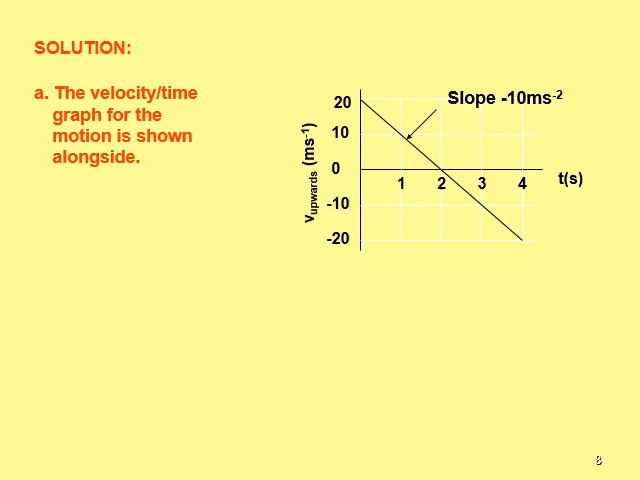 SOLUTION:
a. The velocity/time
graph for the
motion is shown
alongside.
Slope -10ms-2
vupwards (ms-1)
20
10
0
-10
-20
1 2 3 4
t(s)
8